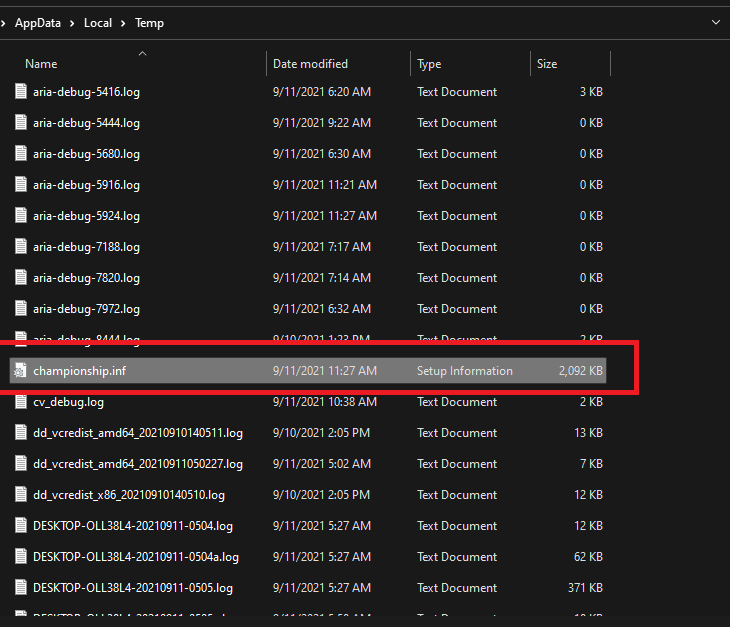 AppData > Local > Temp
Name Date modified Type Size
aria-debug-5416.log 9/11/2021 6:20 AM Text Document 3 KB
aria-debug-5444.log 9/11/2021 9:22 AM Text Document 0 KB
aria-debug-5680.log 9/11/2021 6:30 AM Text Document 0 KB
aria-debug-5916.log 9/11/2021 11:21 AM Text Document 0 KB
aria-debug-5924.log 9/11/2021 11:27 AM Text Document 0 KB
aria-debug-7188.log 9/11/2021 7:17 AM Text Document 0 KB
aria-debug-7820.log 9/11/2021 7:14 AM Text Document 0 KB
aria-debug-7972.log 9/11/2021 6:32 AM Text Document 0 KB
aria-debug-8444.log 9/10/2021 1:23 PM Text Document 2 KB
championship.inf 9/11/2021 11:27 AM Setup Information 2,092 KB
cv_debug.log 9/11/2021 10:38 AM Text Document 2 KB
dd_vcredist_amd64_20210910140511.log 9/10/2021 2:05 PM Text Document 13 KB
dd_vcredist_amd64_20210911050227.log 9/11/2021 5:02 AM Text Document 7 KB
dd_vcredist_x86_20210910140510.log 9/10/2021 2:05 PM Text Document 12 KB
DESKTOP-OLL38L4-20210911-0504.log 9/11/2021 5:27 AM Text Document 12 KB
DESKTOP-OLL38L4-20210911-0504a.log 9/11/2021 5:27 AM Text Document 62 KB
DESKTOP-OLL38L4-20210911-0505.log 9/11/2021 5:27 AM Text Document 371 KB